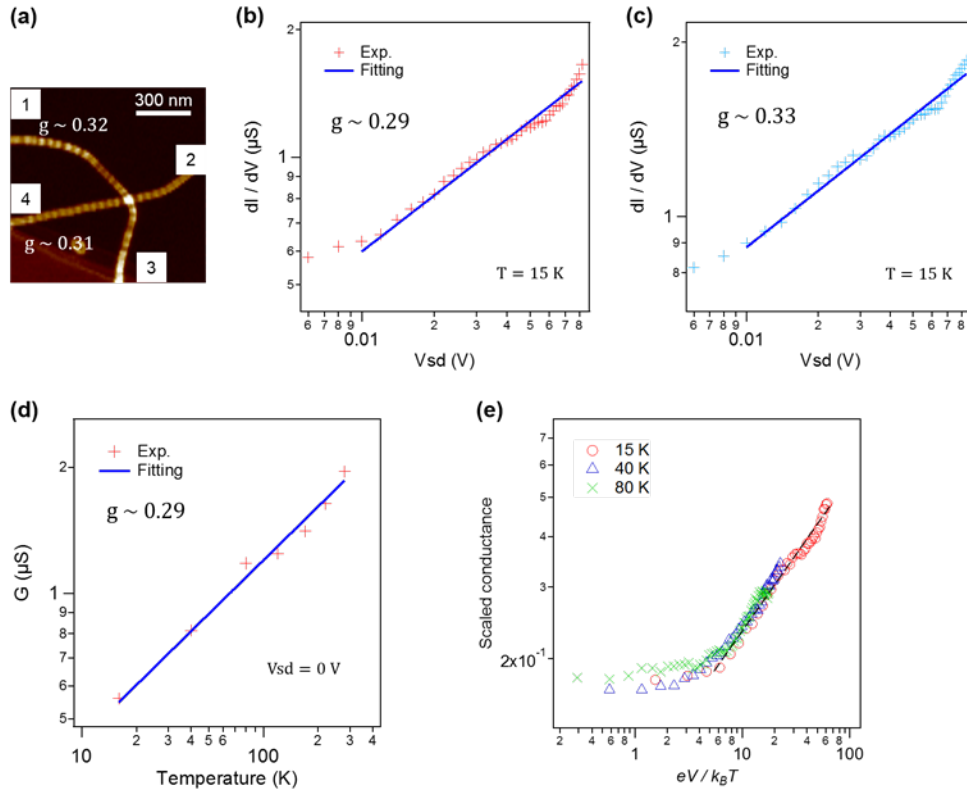 (a)
1
300 nm
g ~ 0.32
2
4
g ~ 0.31
3
(b)
2
Exp.
Fitting
g ~ 0.29
dI / dV (µS)
1
9
8
7
6
5
T = 15 K
6 7 8 9 2 3 4 5 6 7 8
0.01
Vsd (V)
(c)
2
Exp.
Fitting
g ~ 0.33
dI / dV (µS)
1
9
8
T = 15 K
6 7 8 9 2 3 4 5 6 7 8
0.01
Vsd (V)
(d)
2
Exp.
Fitting
g ~ 0.29
G (µS)
1
9
8
7
6
5
Vsd = 0 V
10 2 3 4 5 6 100 2 3 4
Temperature (K)
(e)
7
6
5
4
3
2x10⁻¹
15 K
40 K
80 K
Scaled conductance
2 4 6 8 1 2 4 6 8 10 2 4 6 8 100
eV / kBT